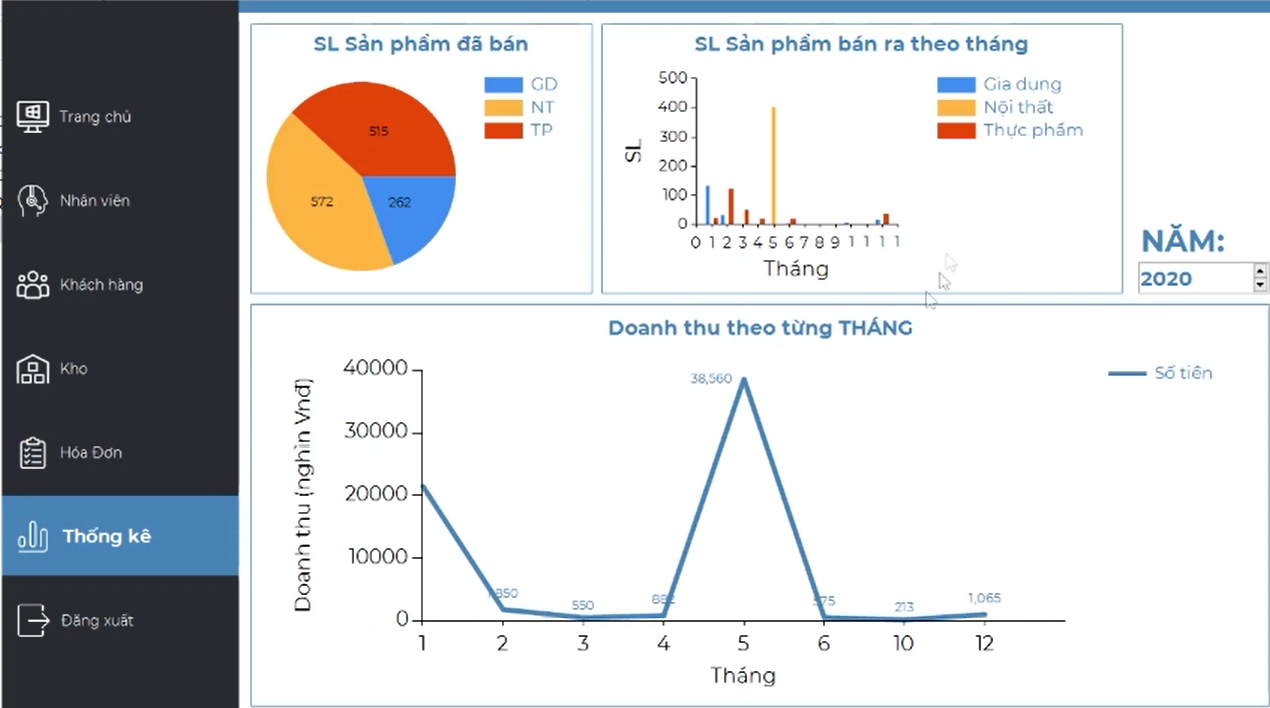 Trang chủ
Nhân viên
Khách hàng
Kho
Hóa Đơn
Thống kê
Đăng xuất
SL Sản phẩm đã bán
GD
NT
TP
515
572
262
SL Sản phẩm bán ra theo tháng
Gia dụng
Nội thất
Thực phẩm
SL
500
400
300
200
100
0
0 1 2 3 4 5 6 7 8 9 1 1 1 1
Tháng
NĂM:
2020
Doanh thu theo từng THÁNG
Số tiền
Doanh thu (nghìn Vnđ)
40000
30000
20000
10000
0
38,560
850
550
882
575
213
1,065
1 2 3 4 5 6 10 12
Tháng